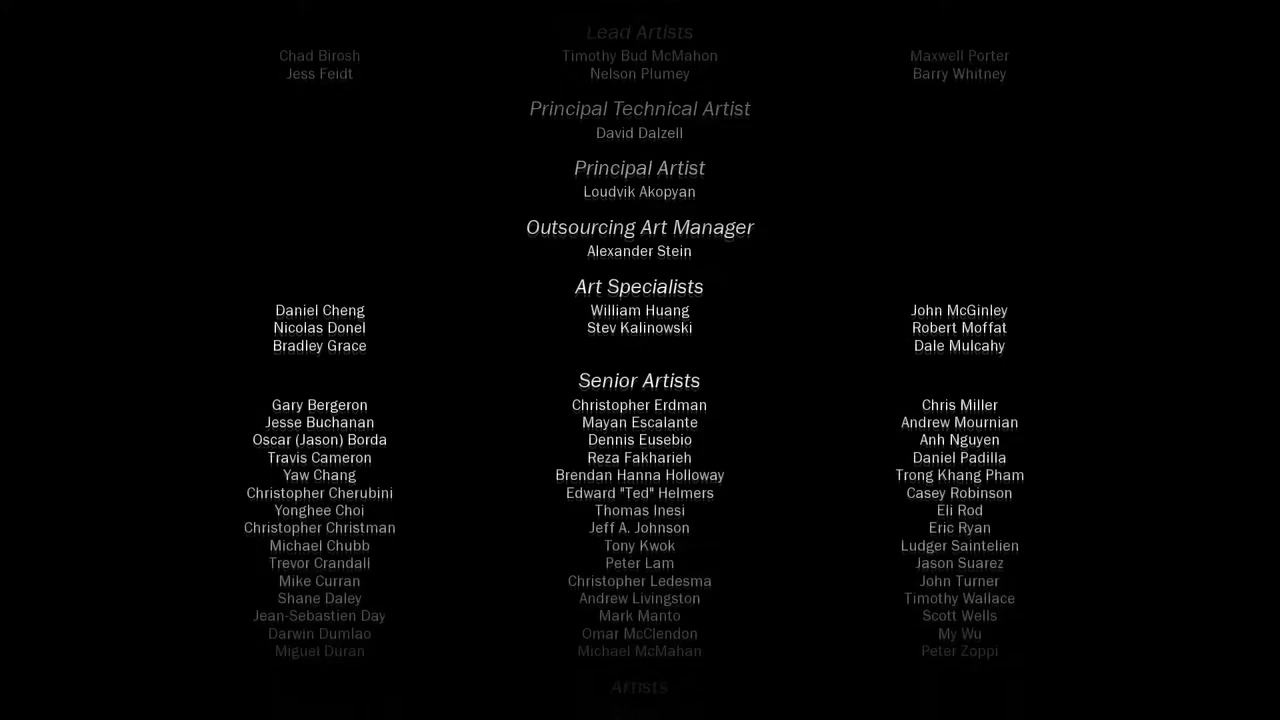 Lead Artists
Chad Birosh Timothy Bud McMahon Maxwell Porter
Jess Feidt Nelson Plumey Barry Whitney
Principal Technical Artist
David Dalzell
Principal Artist
Loudvik Akopyan
Outsourcing Art Manager
Alexander Stein
Art Specialists
Daniel Cheng William Huang John McGinley
Nicolas Donel Stev Kalinowski Robert Moffat
Bradley Grace Dale Mulcahy
Senior Artists
Gary Bergeron Christopher Erdman Chris Miller
Jesse Buchanan Mayan Escalante Andrew Mournian
Oscar (Jason) Borda Dennis Eusebio Anh Nguyen
Travis Cameron Reza Fakharieh Daniel Padilla
Yaw Chang Brendan Hanna Holloway Trong Khang Pham
Christopher Cherubini Edward "Ted" Helmers Casey Robinson
Yonghee Choi Thomas Inesi Eli Rod
Christopher Christman Jeff A. Johnson Eric Ryan
Michael Chubb Tony Kwok Ludger Saintelien
Trevor Crandall Peter Lam Jason Suarez
Mike Curran Christopher Ledesma John Turner
Shane Daley Andrew Livingston Timothy Wallace
Jean-Sebastien Day Mark Manto Scott Wells
Darwin Dumlao Omar McClendon My Wu
Miguel Duran Michael McMahan Peter Zoppi
Artists